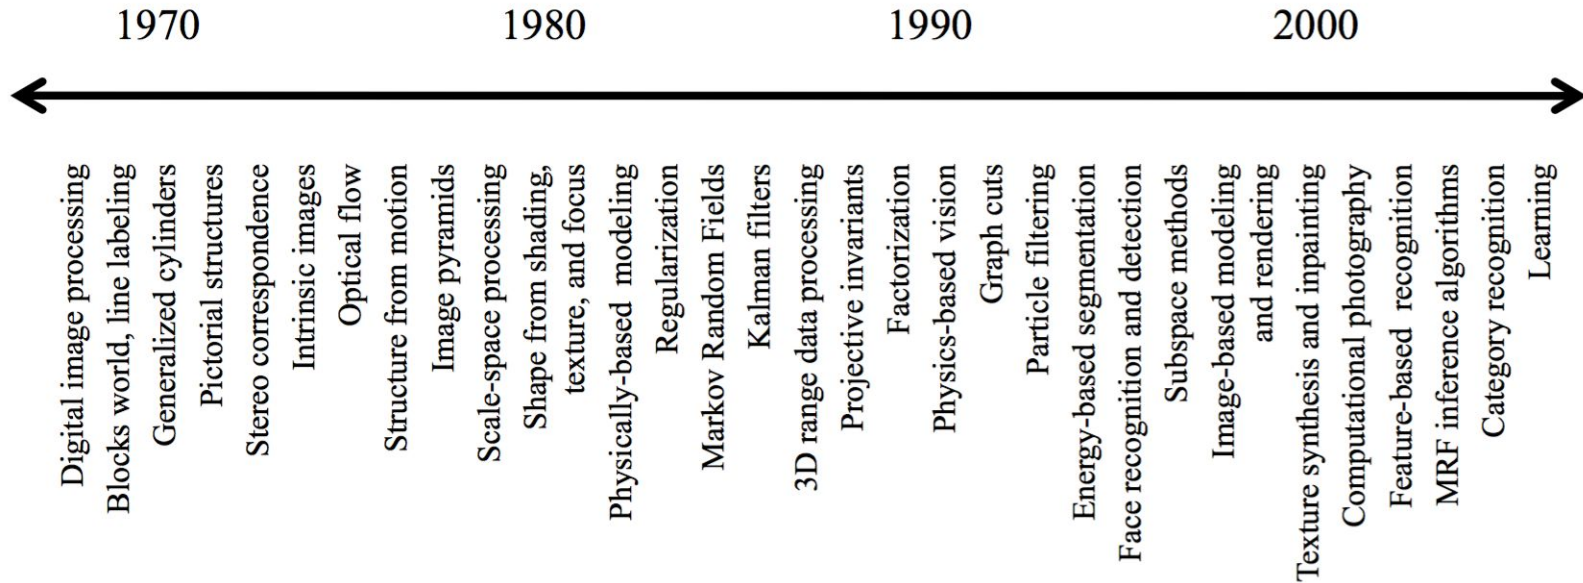 1970
1980
1990
2000
Digital image processing
Blocks world, line labeling
Generalized cylinders
Pictorial structures
Stereo correspondence
Intrinsic images
Optical flow
Structure from motion
Image pyramids
Scale-space processing
Shape from shading,
texture, and focus
Physically-based modeling
Regularization
Markov Random Fields
Kalman filters
3D range data processing
Projective invariants
Factorization
Physics-based vision
Graph cuts
Particle filtering
Energy-based segmentation
Face recognition and detection
Subspace methods
Image-based modeling
and rendering
Texture synthesis and inpainting
Computational photography
Feature-based recognition
MRF inference algorithms
Category recognition
Learning